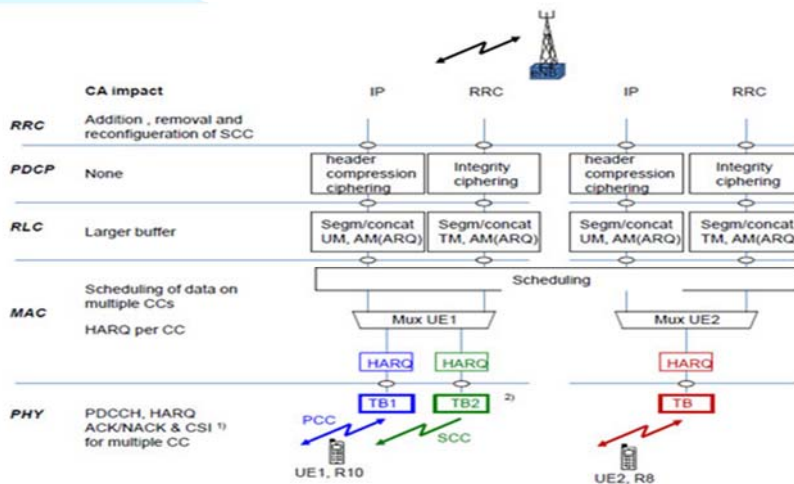 eNB
CA impact IP RRC IP RRC
RRC Addition , removal and
reconfigueration of SCC
PDCP None
header
compression
ciphering
Integrity
ciphering
header
compression
ciphering
Integrity
ciphering
RLC Larger buffer
Segm/concat
UM, AM(ARQ)
Segm/concat
TM, AM(ARQ)
Segm/concat
UM, AM(ARQ)
Segm/concat
TM, AM(ARQ)
Scheduling
MAC Scheduling of data on
multiple CCs
HARQ per CC
Mux UE1 Mux UE2
HARQ HARQ HARQ
PHY PDCCH, HARQ
ACK/NACK & CSI 1)
for multiple CC
TB1 TB2 2) TB
PCC
SCC
UE1, R10
UE2, R8